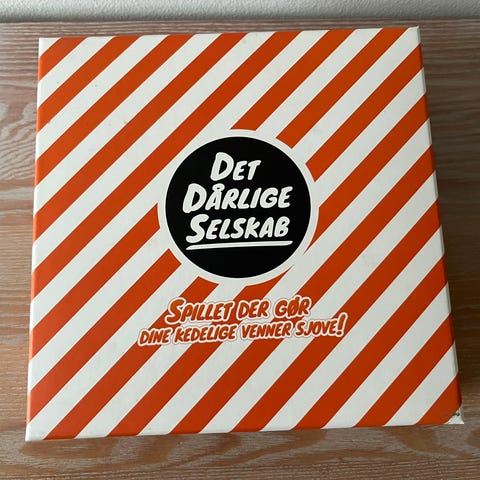 DET
DÅRLIGE
SELSKAB
SPILLET DER GØR
DINE KEDELIGE VENNER SJOVE!